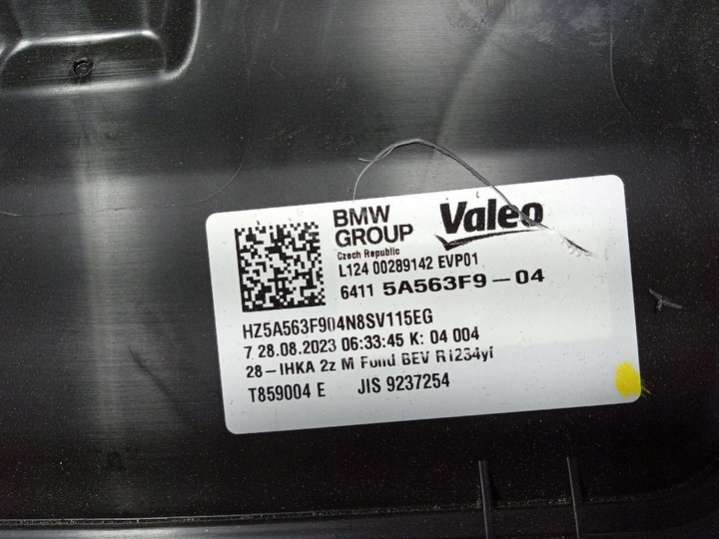 BMW
GROUP
Valeo
Czech Republic
L124 00289142 EVP01
6411 5A563F9-04
HZ5A563F904N8SV115EG
7 28.08.2023 06:33:45 K: 04 004
28-IHKA 2z M Fond BEV R1234yf
T859004 E JIS 9237254